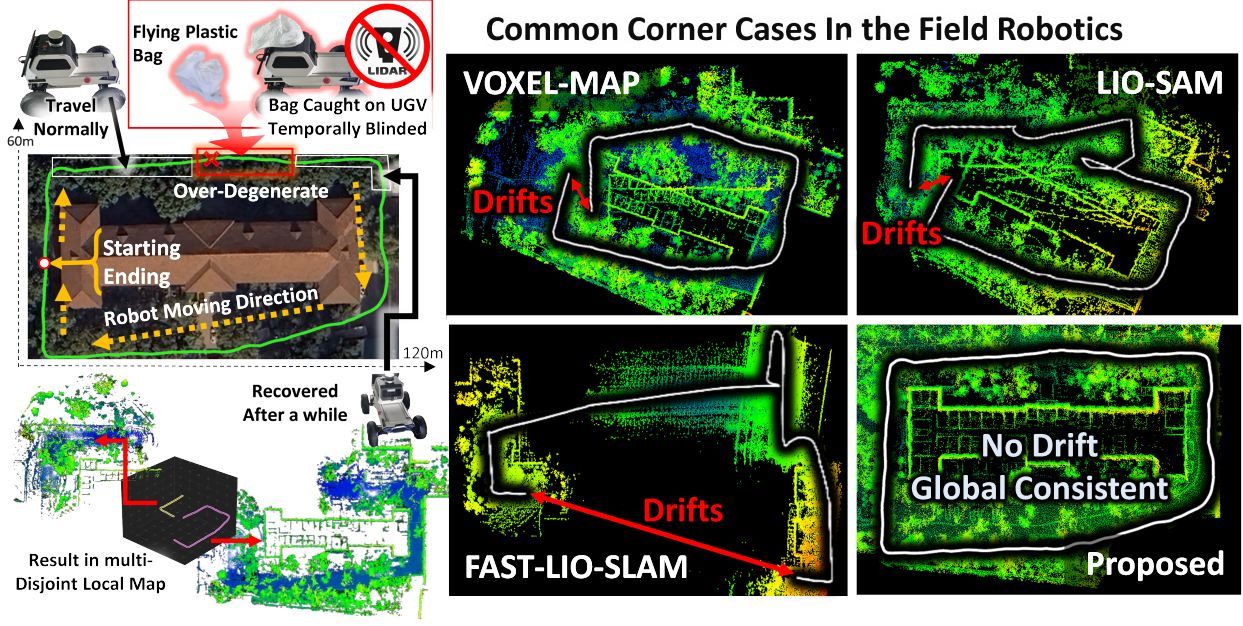 Common Corner Cases In the Field Robotics
Flying Plastic
Bag
LIDAR
Travel
Normally
Bag Caught on UGV
Temporally Blinded
60m
Over-Degenerate
Starting
Ending
Robot Moving Direction
120m
Recovered
After a while
Result in multi-
Disjoint Local Map
VOXEL-MAP
Drifts
LIO-SAM
Drifts
Drifts
FAST-LIO-SLAM
No Drift
Global Consistent
Proposed